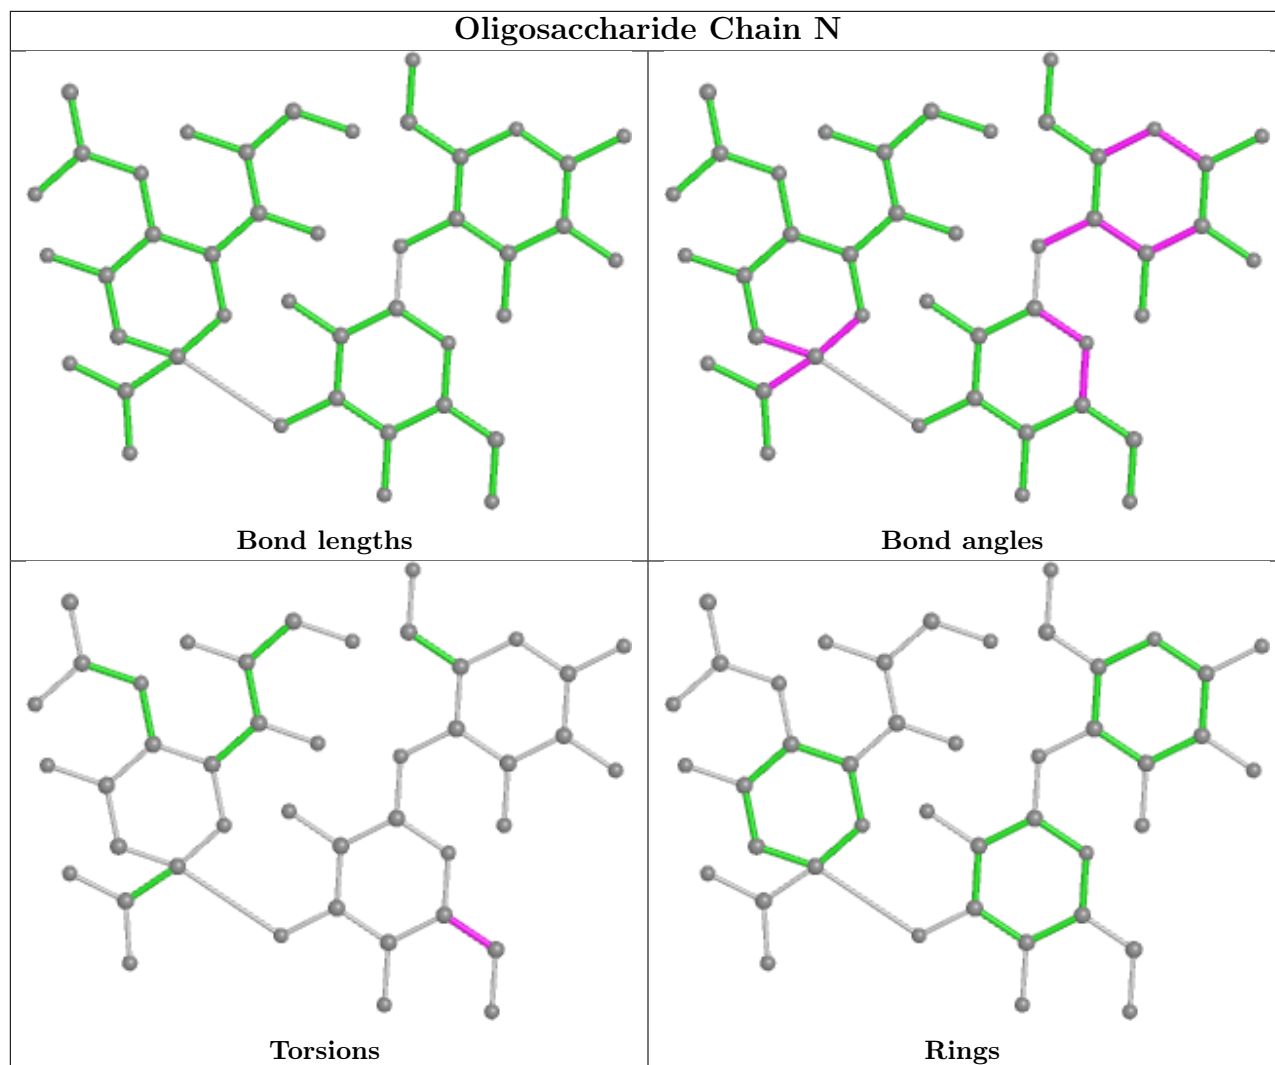 Oligosaccharide Chain N
Bond lengths
Bond angles
Torsions
Rings